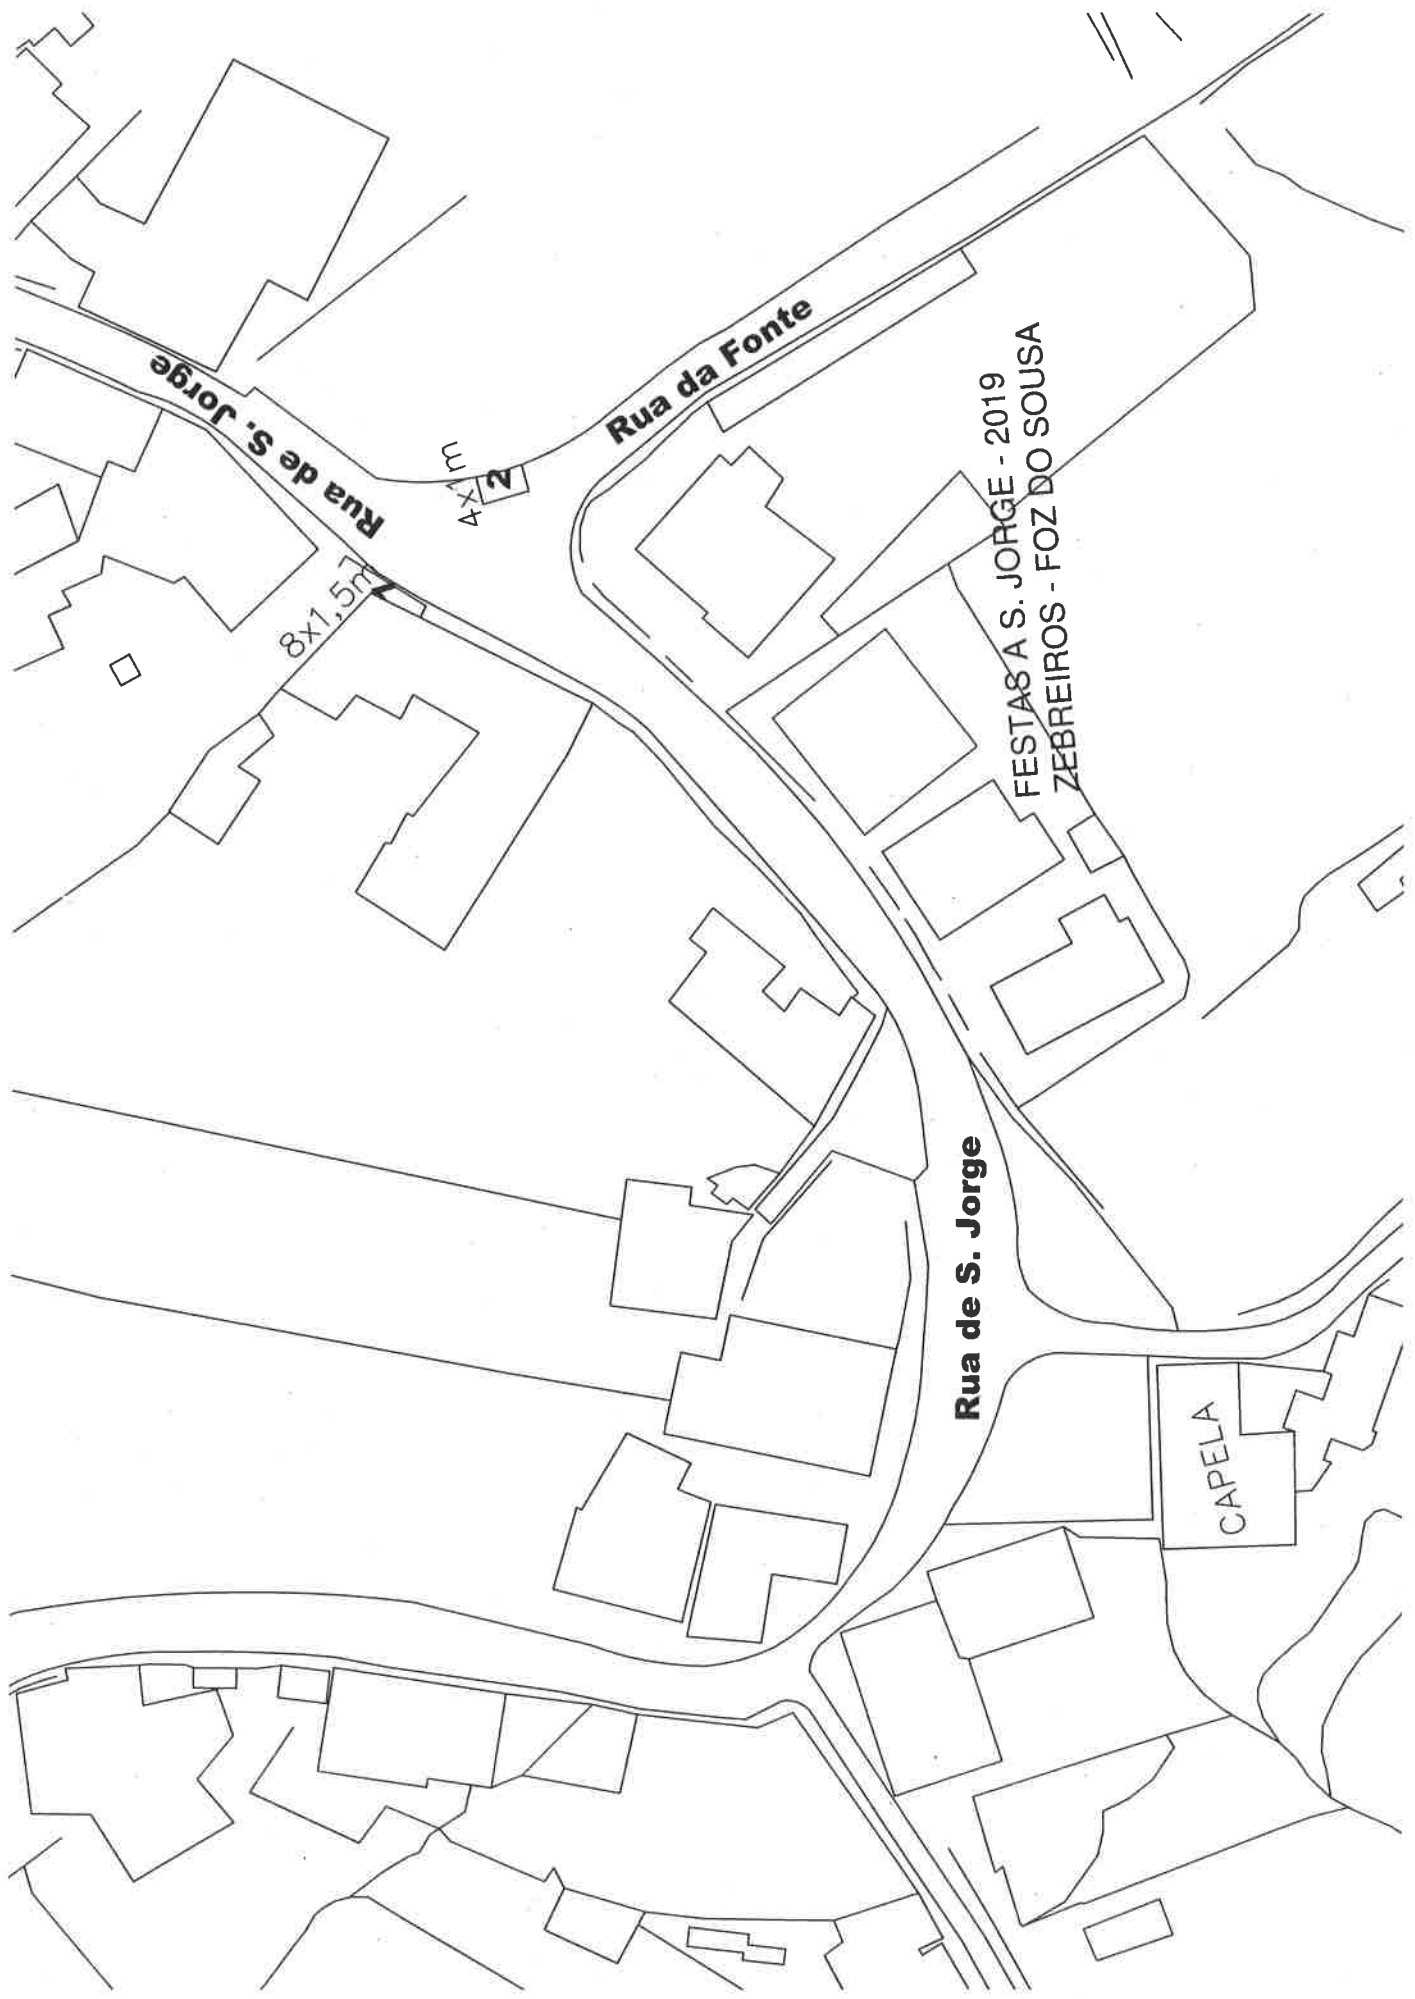 Rua de S. Jorge
4x1m
2
Rua da Fonte
8x1,5m
FESTAS A S. JORGE - 2019
ZEBREIROS - FOZ DO SOUSA
Rua de S. Jorge
CAPELA